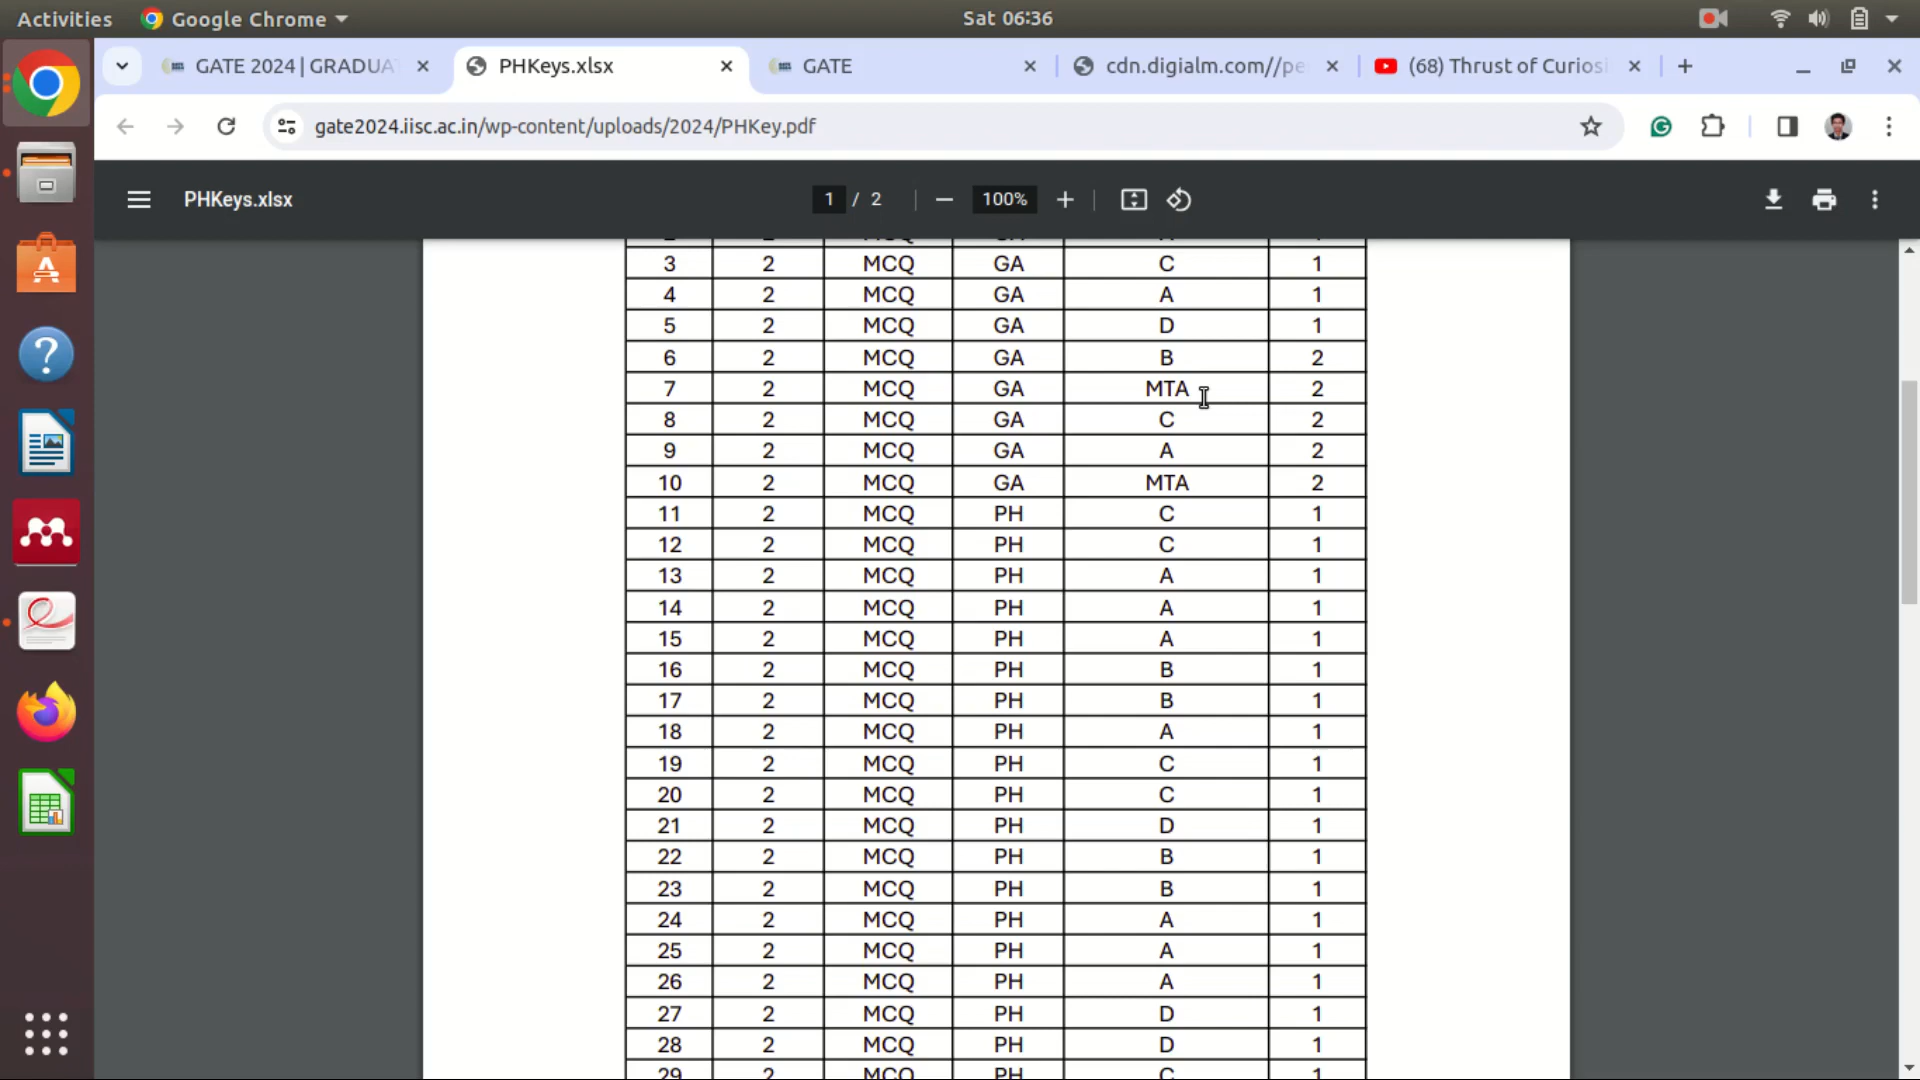 Activities Google Chrome Sat 06:36
GATE 2024 | GRADUA PHKeys.xlsx GATE cdn.digialm.com//pe (68) Thrust of Curiosi
gate2024.iisc.ac.in/wp-content/uploads/2024/PHKey.pdf
PHKeys.xlsx 1 / 2 100%
3 2 MCQ GA C 1
4 2 MCQ GA A 1
5 2 MCQ GA D 1
6 2 MCQ GA B 2
7 2 MCQ GA MTA 2
8 2 MCQ GA C 2
9 2 MCQ GA A 2
10 2 MCQ GA MTA 2
11 2 MCQ PH C 1
12 2 MCQ PH C 1
13 2 MCQ PH A 1
14 2 MCQ PH A 1
15 2 MCQ PH A 1
16 2 MCQ PH B 1
17 2 MCQ PH B 1
18 2 MCQ PH A 1
19 2 MCQ PH C 1
20 2 MCQ PH C 1
21 2 MCQ PH D 1
22 2 MCQ PH B 1
23 2 MCQ PH B 1
24 2 MCQ PH A 1
25 2 MCQ PH A 1
26 2 MCQ PH A 1
27 2 MCQ PH D 1
28 2 MCQ PH D 1
29 2 MCQ PH C 1